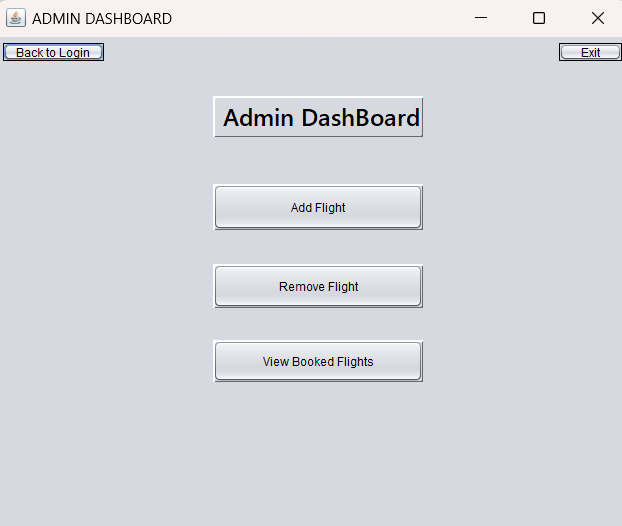 ADMIN DASHBOARD
Back to Login
Exit
Admin DashBoard
Add Flight
Remove Flight
View Booked Flights